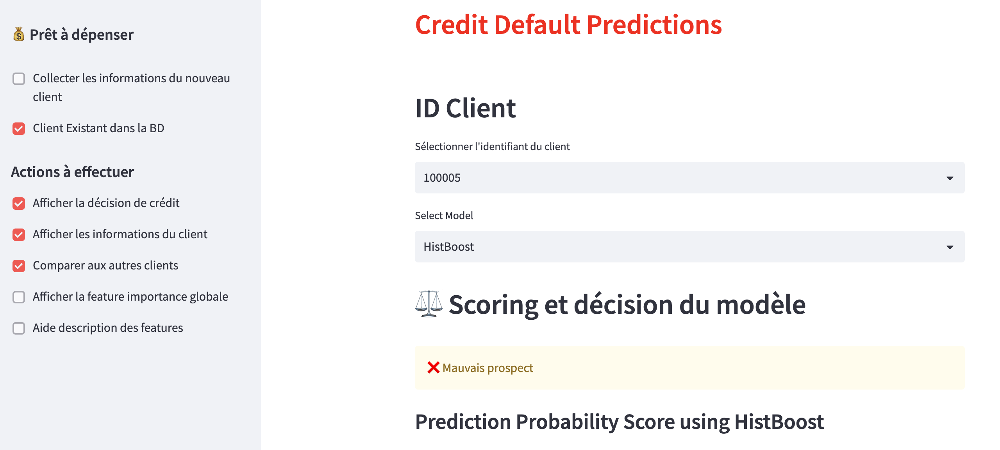 Prêt à dépenser
Collecter les informations du nouveau
client
Client Existant dans la BD
Actions à effectuer
Afficher la décision de crédit
Afficher les informations du client
Comparer aux autres clients
Afficher la feature importance globale
Aide description des features
Credit Default Predictions
ID Client
Sélectionner l'identifiant du client
100005
Select Model
HistBoost
Scoring et décision du modèle
Mauvais prospect
Prediction Probability Score using HistBoost